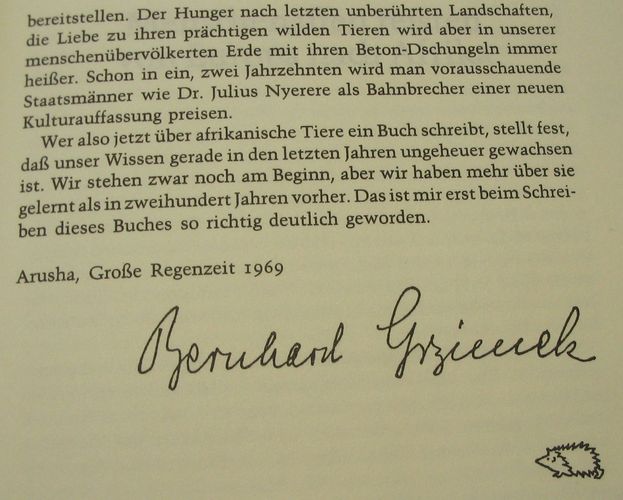 bereitstellen. Der Hunger nach letzten unberührten Landschaften,
die Liebe zu ihren prächtigen wilden Tieren wird aber in unserer
menschenübervölkerten Erde mit ihren Beton-Dschungeln immer
heißer. Schon in ein, zwei Jahrzehnten wird man vorausschauende
Staatsmänner wie Dr. Julius Nyerere als Bahnbrecher einer neuen
Kulturauffassung preisen.
Wer also jetzt über afrikanische Tiere ein Buch schreibt, stellt fest,
daß unser Wissen gerade in den letzten Jahren ungeheuer gewachsen
ist. Wir stehen zwar noch am Beginn, aber wir haben mehr über sie
gelernt als in zweihundert Jahren vorher. Das ist mir erst beim Schrei-
ben dieses Buches so richtig deutlich geworden.
Arusha, Große Regenzeit 1969
Bernhard Grzimek